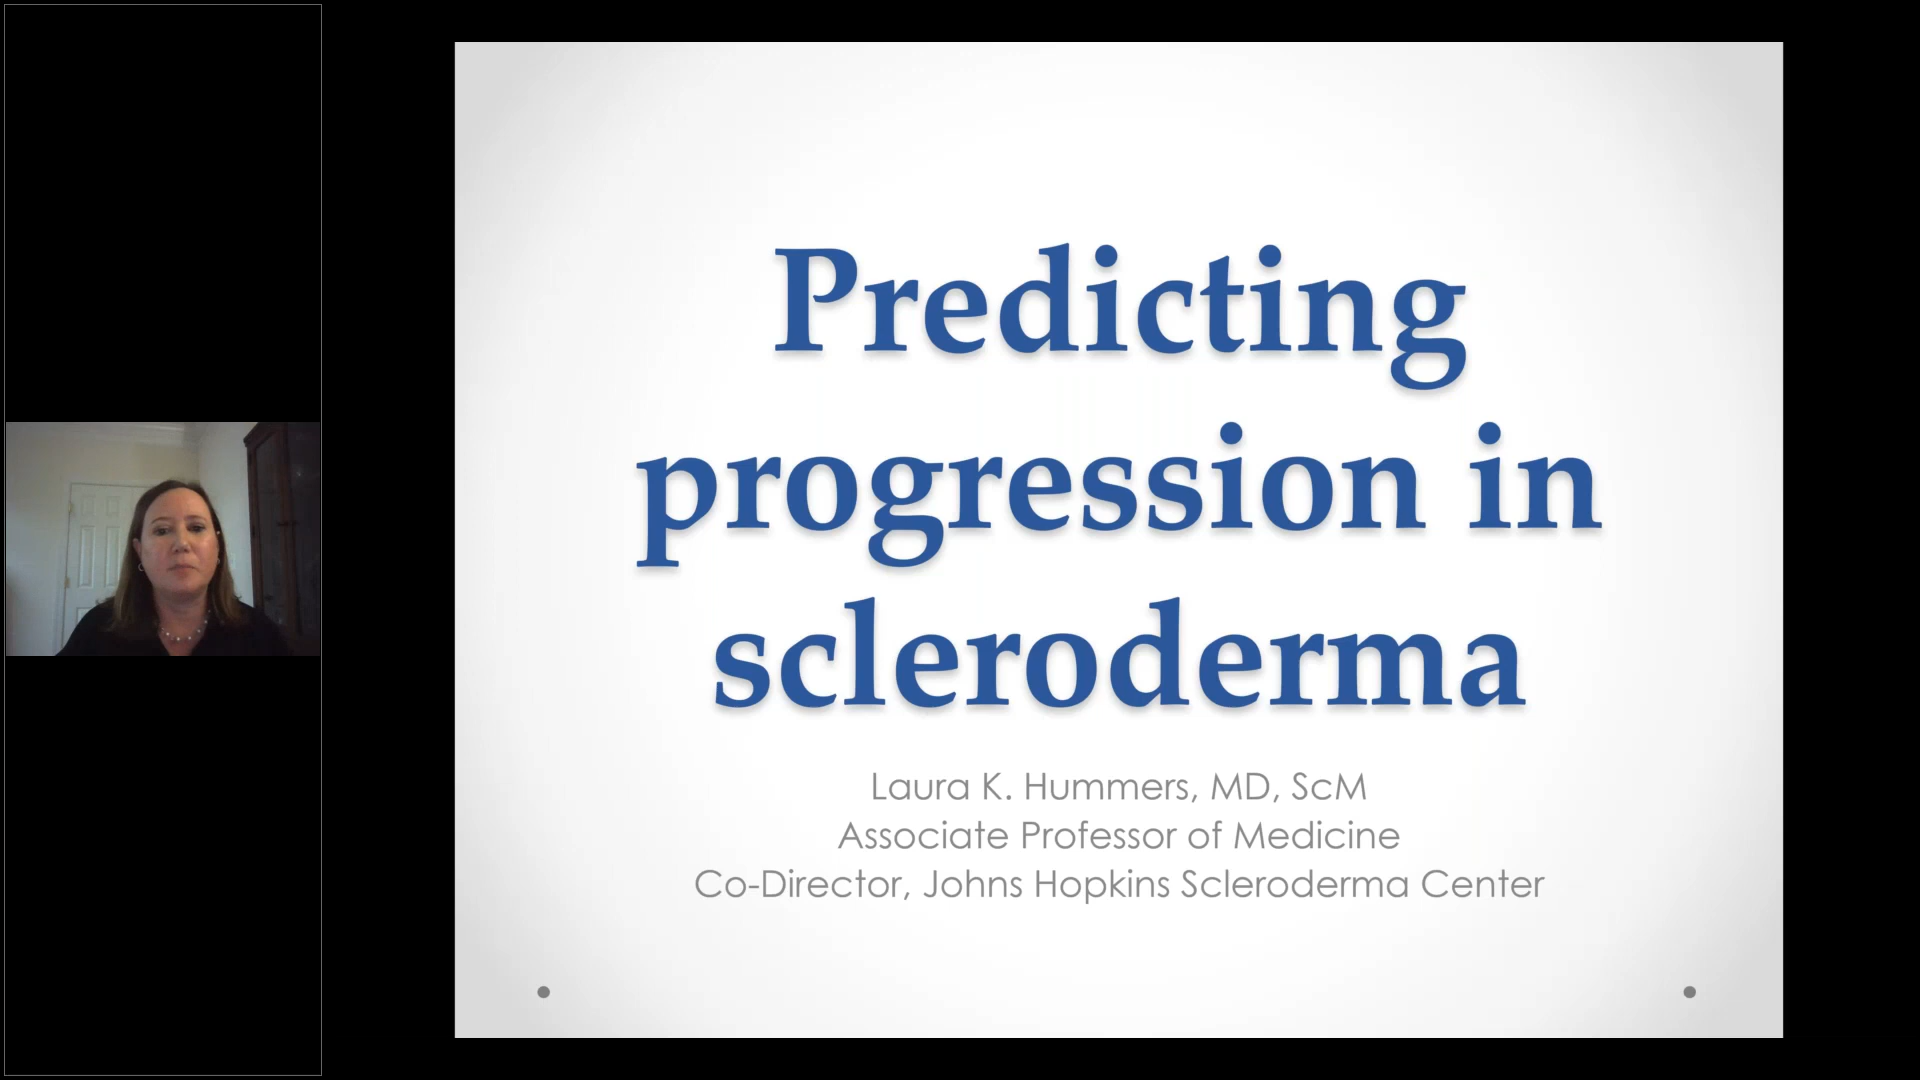 Predicting
progression in
scleroderma
Laura K. Hummers, MD, ScM
Associate Professor of Medicine
Co-Director, Johns Hopkins Scleroderma Center